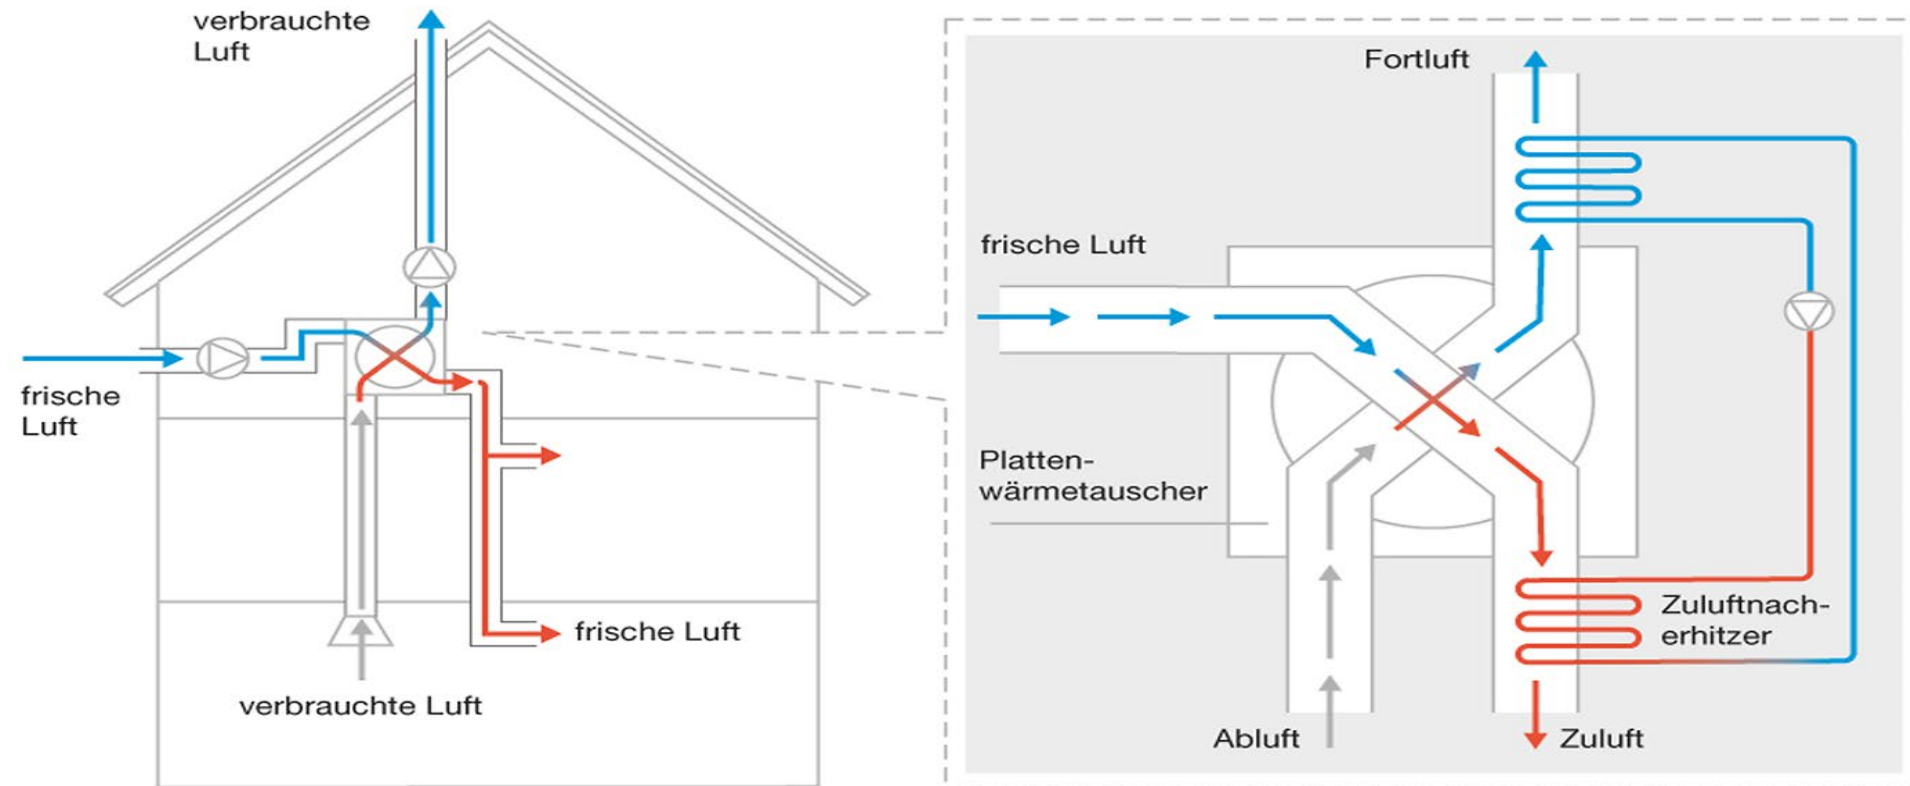 verbrauchte
Luft
frische
Luft
frische Luft
verbrauchte Luft
Fortluft
frische Luft
Platten-
wärmetauscher
Zuluftnach-
erhitzer
Abluft
Zuluft